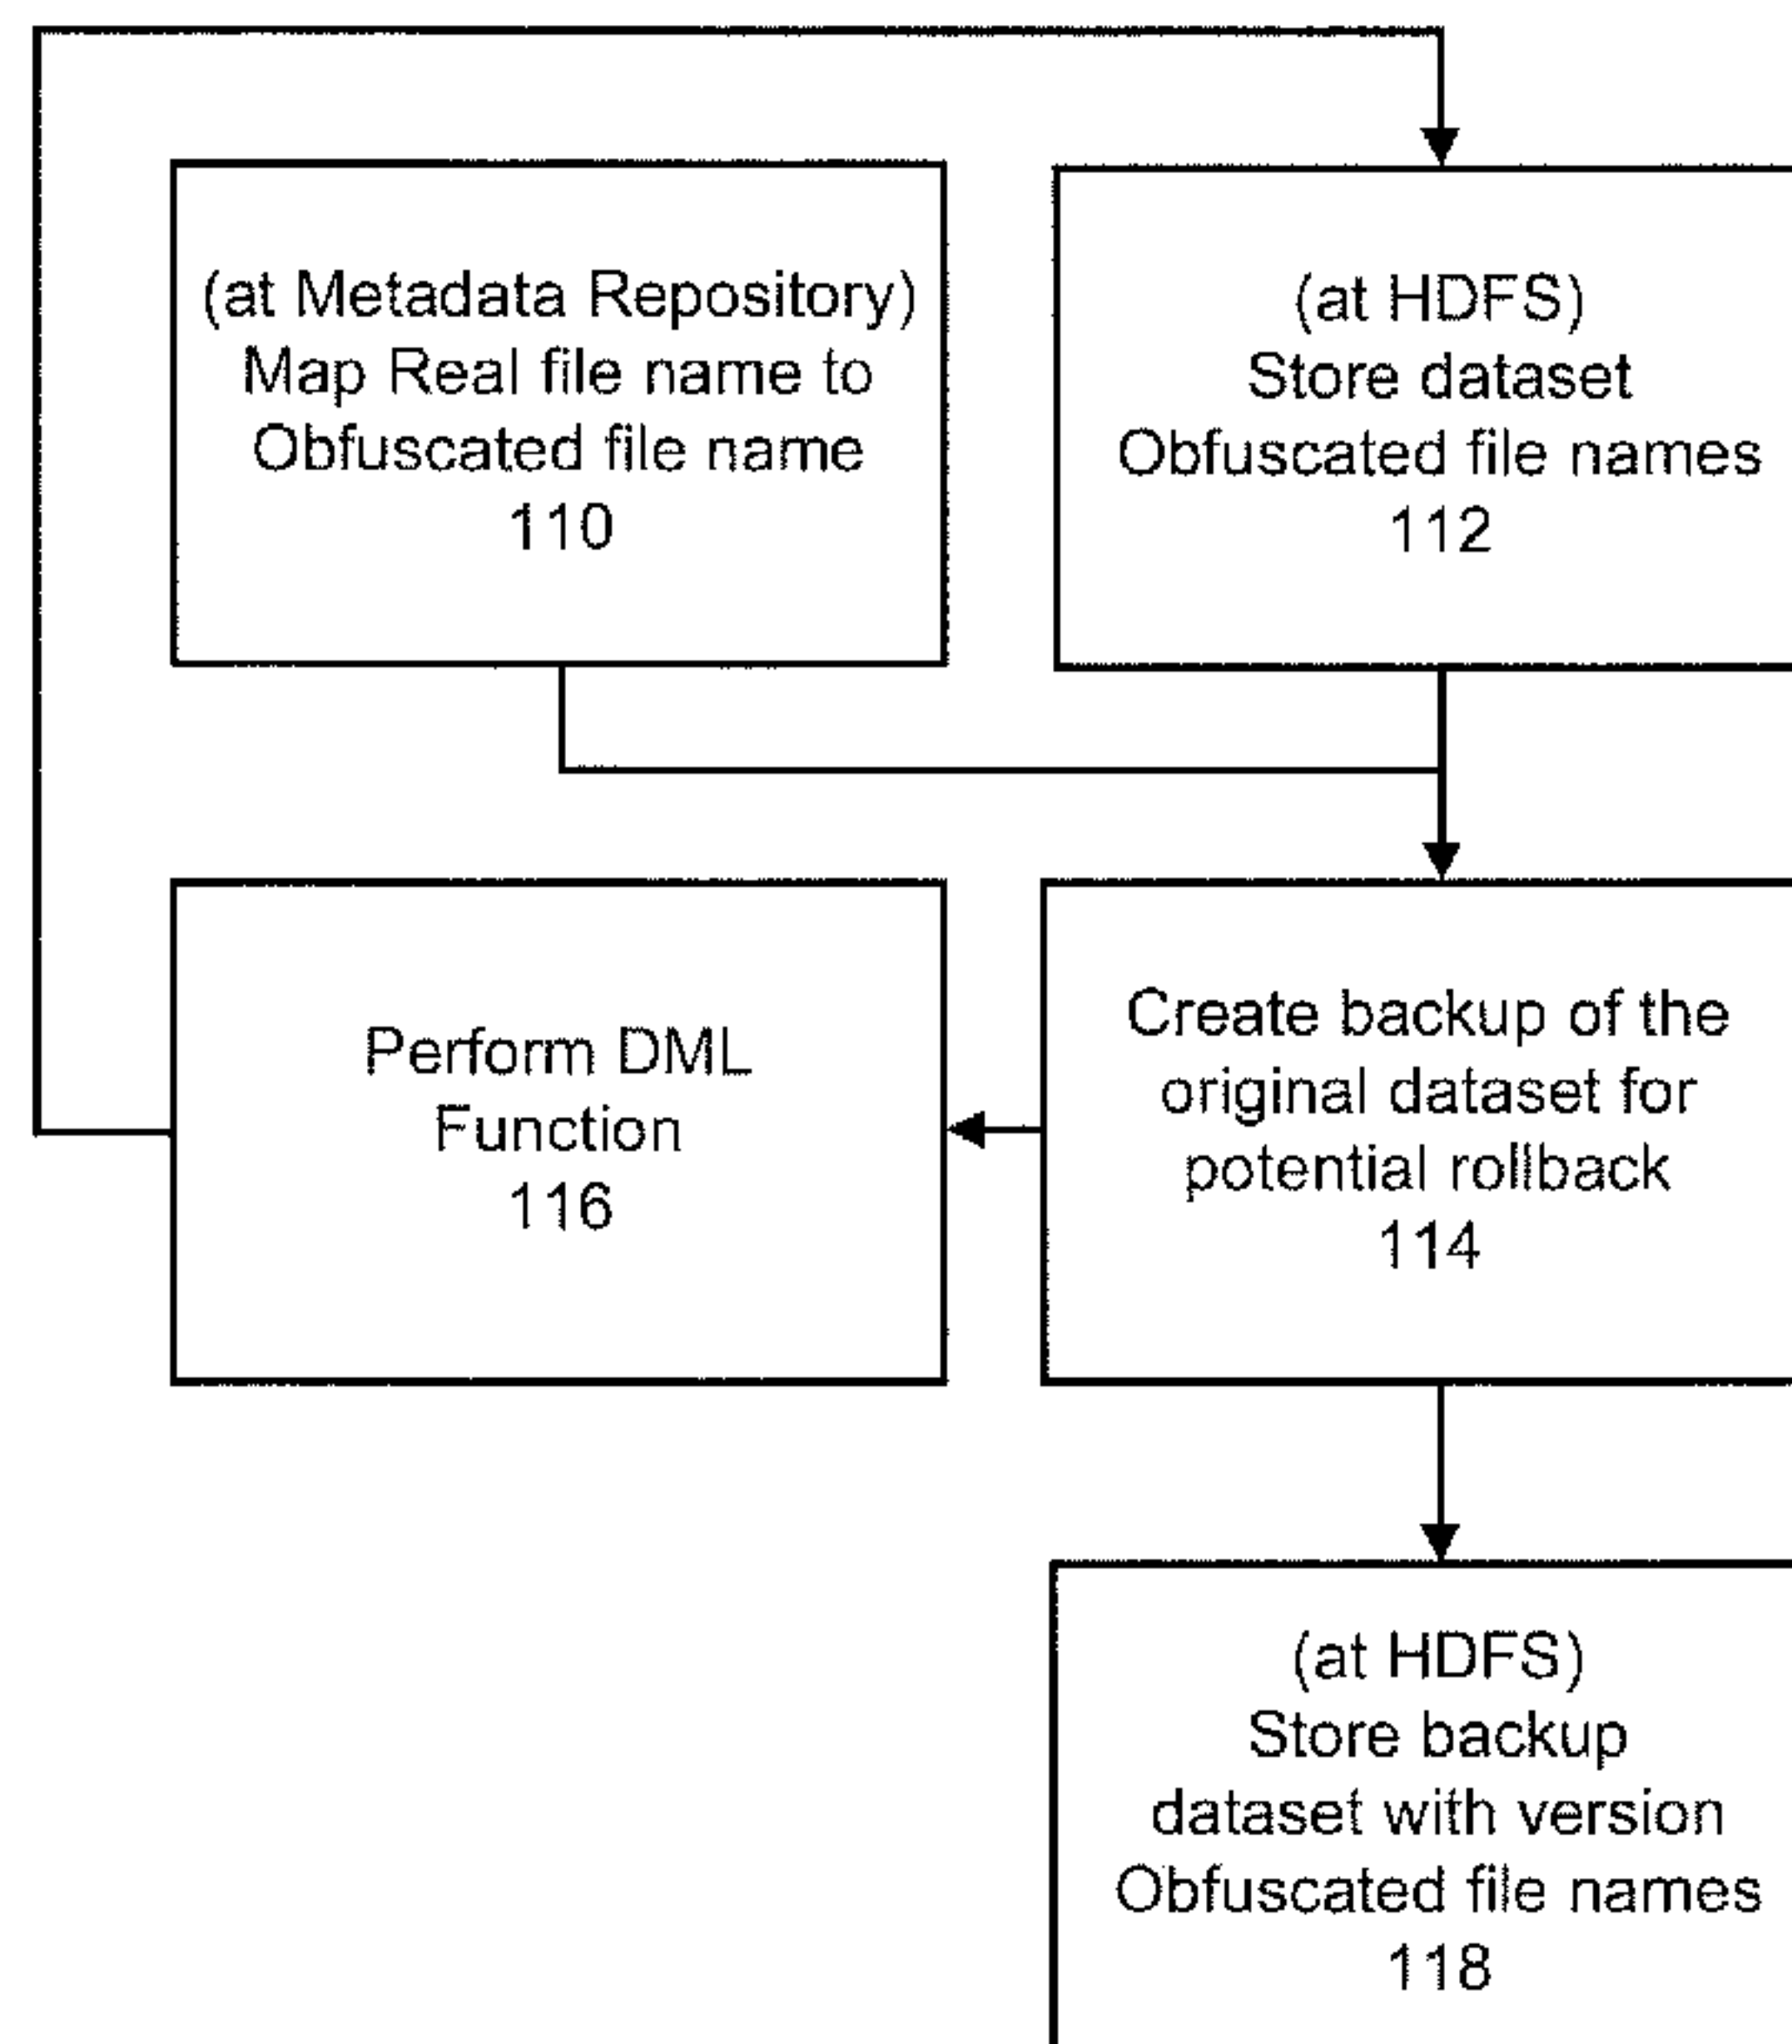 (at Metadata Repository)
Map Real file name to
Obfuscated file name
110
(at HDFS)
Store dataset
Obfuscated file names
112
Perform DML
Function
116
Create backup of the
original dataset for
potential rollback
114
(at HDFS)
Store backup
dataset with version
Obfuscated file names
118